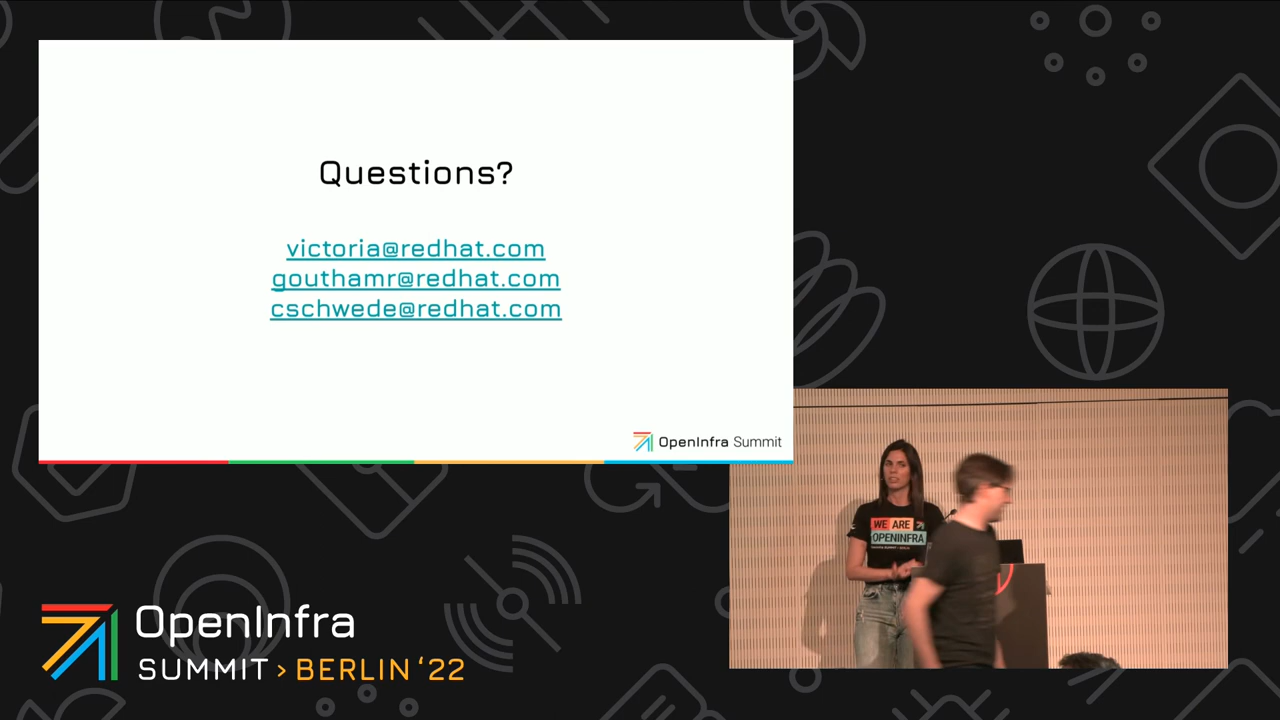 Questions?
victoria@redhat.com
gouthamr@redhat.com
cschwede@redhat.com
OpenInfra Summit
WE ARE
OPENINFRA
OpenInfra
SUMMIT > BERLIN ‘22